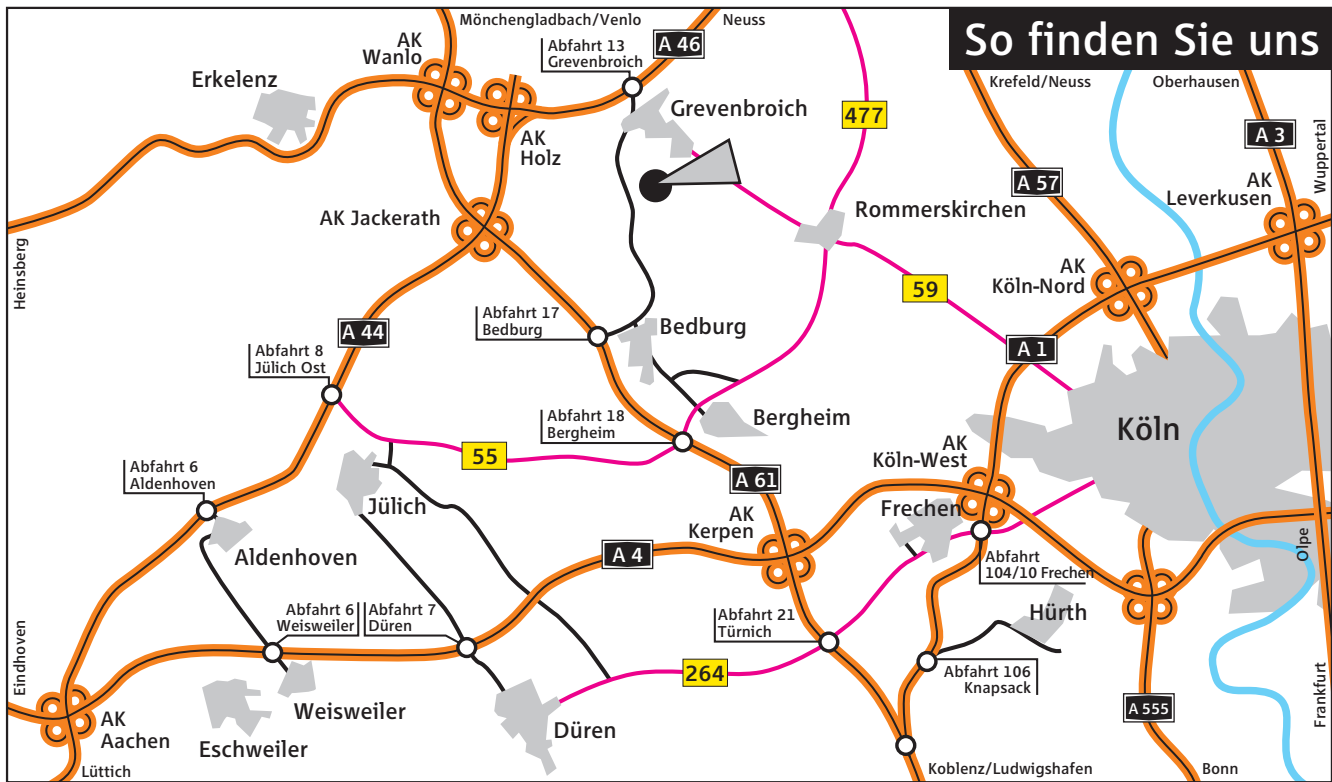 So finden Sie uns
Mönchengladbach/Venlo
Neuss
AK
Wanlo
Abfahrt 13
Grevenbroich
A 46
Erkelenz
Grevenbroich
477
Krefeld/Neuss
Oberhausen
A 3
Wuppertal
AK
Holz
A 57
AK
Leverkusen
AK Jackerath
Rommerskirchen
Heinsberg
AK
Köln-Nord
59
Abfahrt 17
Bedburg
Bedburg
A 44
A 1
Abfahrt 8
Jülich Ost
Abfahrt 18
Bergheim
Bergheim
Köln
55
AK
Köln-West
Abfahrt 6
Aldenhoven
A 61
Jülich
Frechen
AK
Kerpen
Aldenhoven
A 4
Olpe
Abfahrt
104/10 Frechen
Abfahrt 6
Weisweiler
Abfahrt 7
Düren
Abfahrt 21
Türnich
Hürth
Eindhoven
264
Abfahrt 106
Knapsack
Frankfurt
Weisweiler
A 555
AK
Aachen
Eschweiler
Düren
Lüttich
Koblenz/Ludwigshafen
Bonn